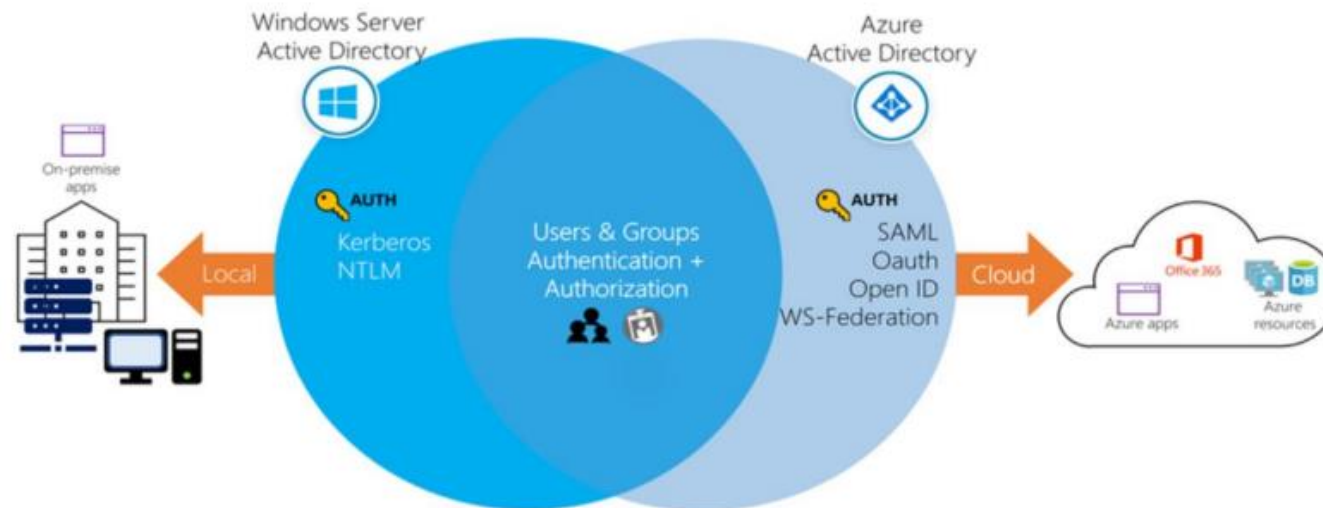 Windows Server
Active Directory
Azure
Active Directory
On-premise
apps
AUTH
Kerberos
NTLM
Local
Users & Groups
Authentication +
Authorization
AUTH
SAML
Oauth
Open ID
WS-Federation
Cloud
Office 365
Azure apps
DB
Azure
resources